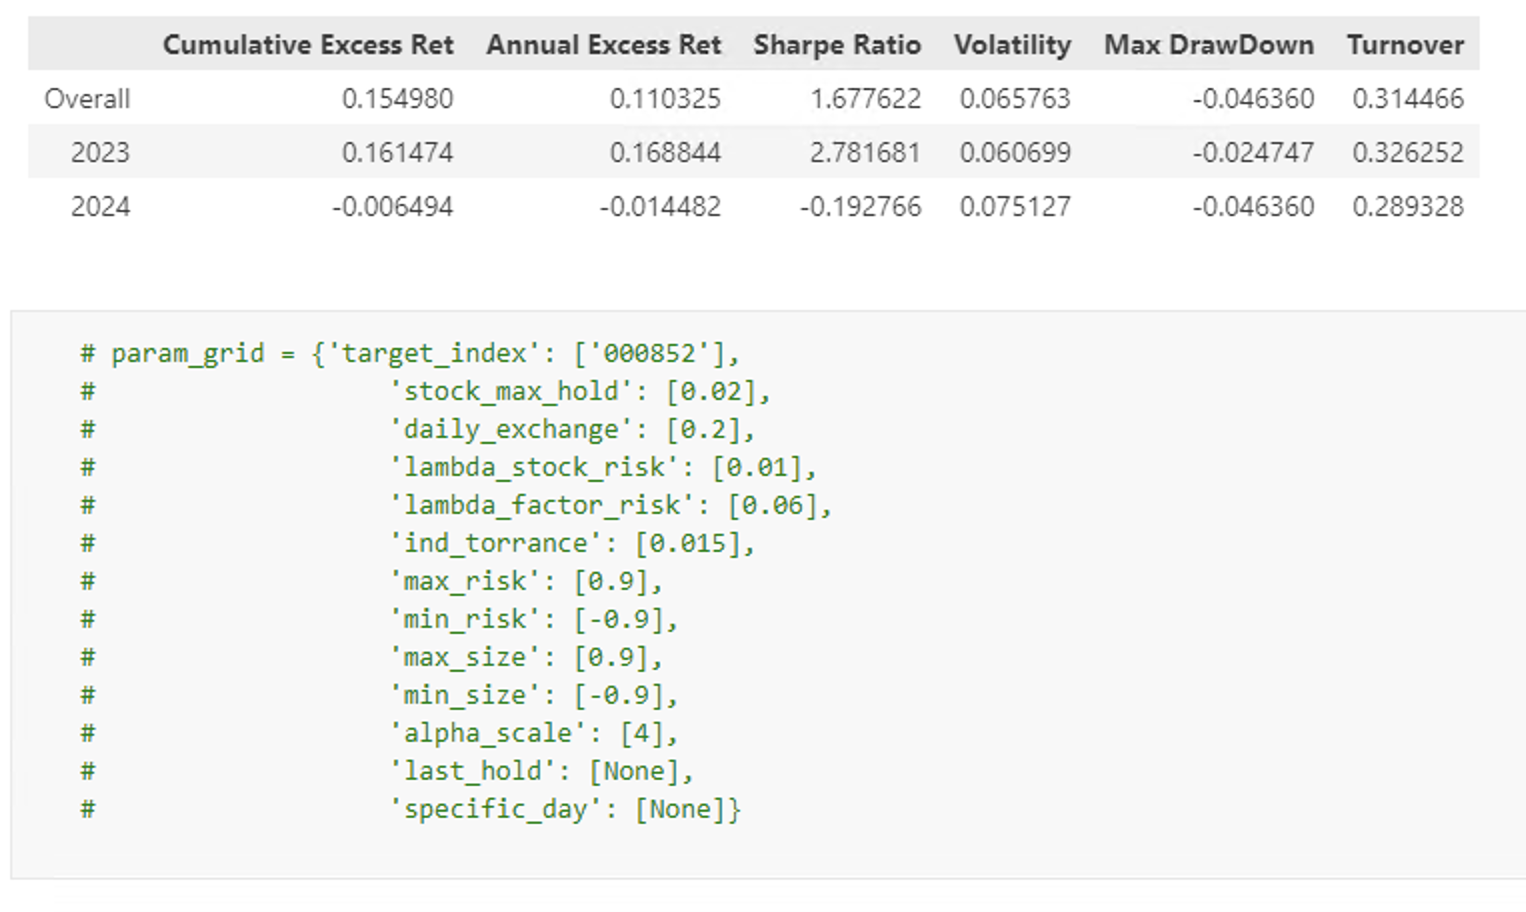 Cumulative Excess Ret Annual Excess Ret Sharpe Ratio Volatility Max DrawDown Turnover
Overall 0.154980 0.110325 1.677622 0.065763 -0.046360 0.314466
2023 0.161474 0.168844 2.781681 0.060699 -0.024747 0.326252
2024 -0.006494 -0.014482 -0.192766 0.075127 -0.046360 0.289328
# param_grid = {'target_index': ['000852'],
# 'stock_max_hold': [0.02],
# 'daily_exchange': [0.2],
# 'lambda_stock_risk': [0.01],
# 'lambda_factor_risk': [0.06],
# 'ind_torrance': [0.015],
# 'max_risk': [0.9],
# 'min_risk': [-0.9],
# 'max_size': [0.9],
# 'min_size': [-0.9],
# 'alpha_scale': [4],
# 'last_hold': [None],
# 'specific_day': [None]}